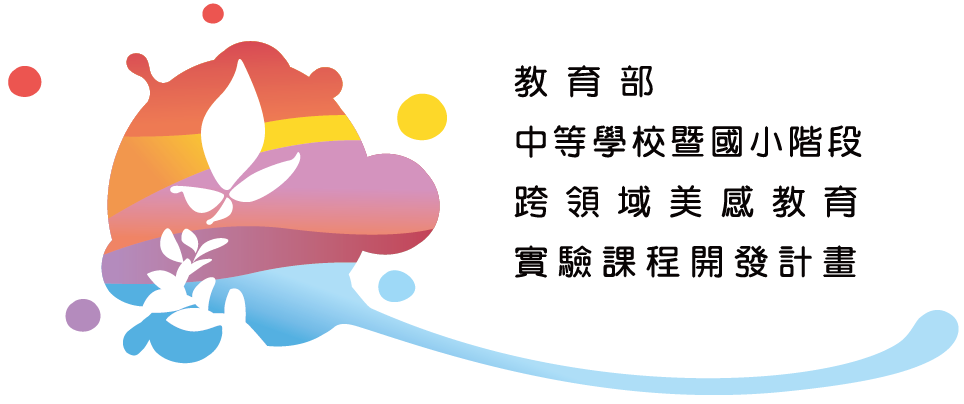 教育部
中等學校暨國小階段
跨領域美感教育
實驗課程開發計畫